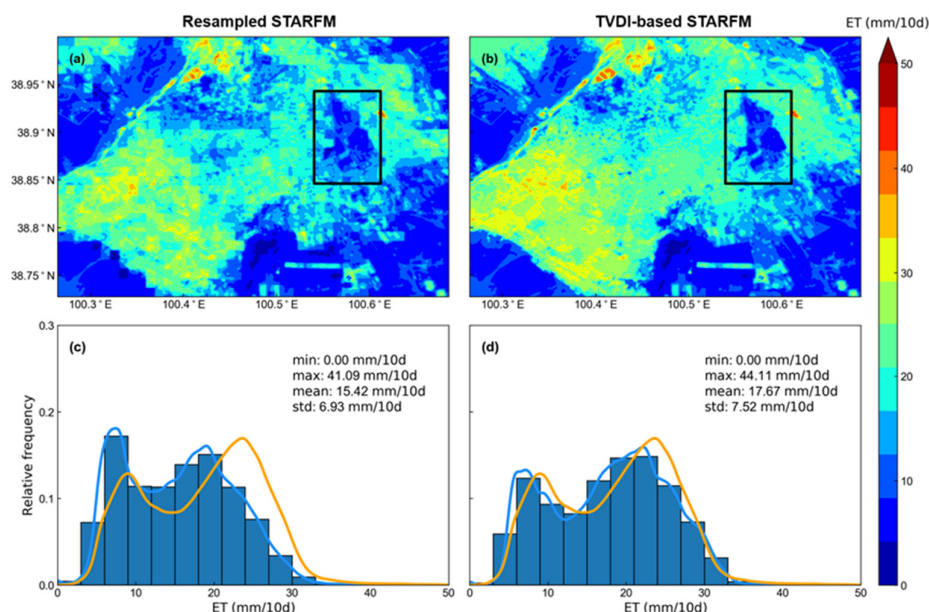 Resampled STARFM
TVDI-based STARFM
ET (mm/10d)
(a)
(b)
38.95° N
38.9° N
38.85° N
38.8° N
38.75° N
100.3° E
100.4° E
100.5° E
100.6° E
100.3° E
100.4° E
100.5° E
100.6° E
50
40
30
20
10
0
(c)
min: 0.00 mm/10d
max: 41.09 mm/10d
mean: 15.42 mm/10d
std: 6.93 mm/10d
(d)
min: 0.00 mm/10d
max: 44.11 mm/10d
mean: 17.67 mm/10d
std: 7.52 mm/10d
Relative frequency
0.3
0.2
0.1
0.0
0
10
20
30
40
50
ET (mm/10d)
0
10
20
30
40
50
ET (mm/10d)